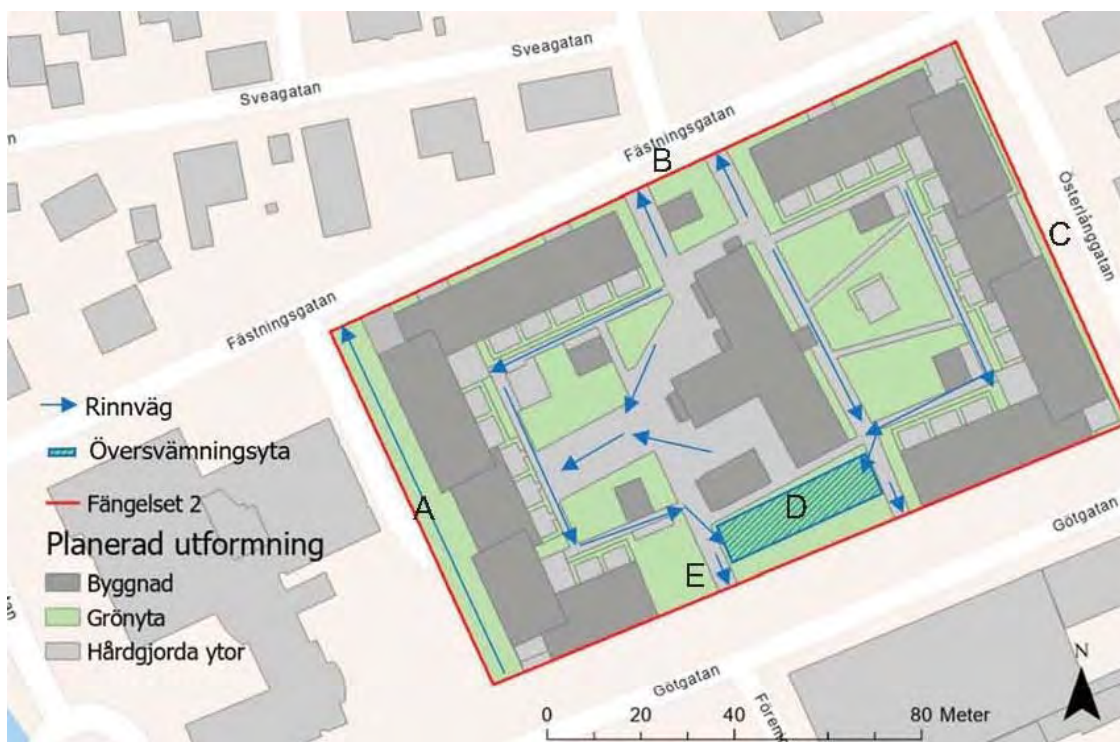 Sveagatan
Sveagatan
Fästningsgatan
B
Österlånggatan
C
Fästningsgatan
Rinnväg
Översvämningsyta
Fängelset 2
Planerad utformning
Byggnad
Grönyta
Hårdgjorda ytor
A
D
E
Götgatan
Götgatan
N
0 20 40 80 Meter